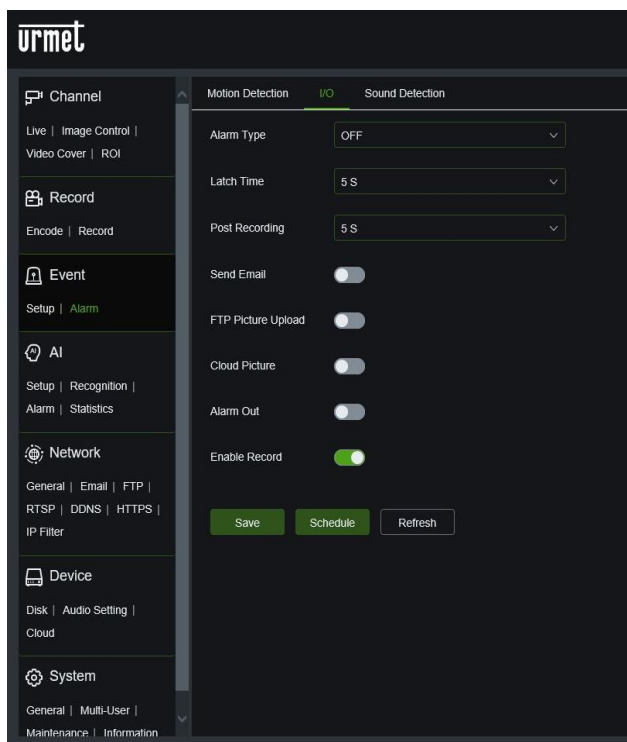 urmet
Channel
Live | Image Control |
Video Cover | ROI
Record
Encode | Record
Event
Setup | Alarm
AI
AI
Setup | Recognition |
Alarm | Statistics
Network
General | Email | FTP |
RTSP | DDNS | HTTPS |
IP Filter
Device
Disk | Audio Setting |
Cloud
System
General | Multi-User |
Maintenance | Information
Motion Detection I/O Sound Detection
Alarm Type OFF
Latch Time 5 S
Post Recording 5 S
Send Email
FTP Picture Upload
Cloud Picture
Alarm Out
Enable Record
Save Schedule Refresh